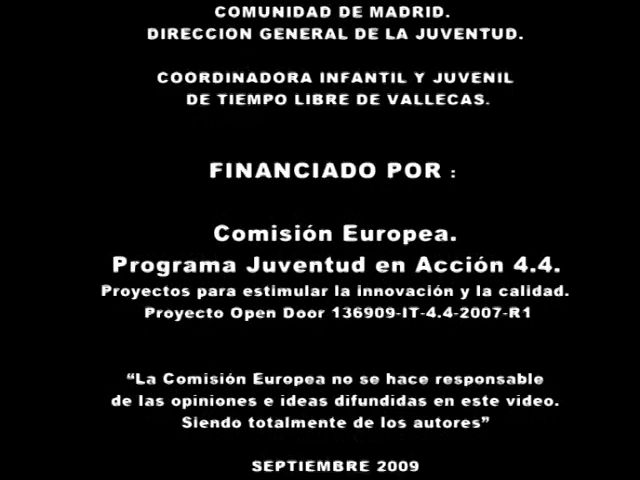 COMUNIDAD DE MADRID.
DIRECCION GENERAL DE LA JUVENTUD.
COORDINADORA INFANTIL Y JUVENIL
DE TIEMPO LIBRE DE VALLECAS.
FINANCIADO POR :
Comisión Europea.
Programa Juventud en Acción 4.4.
Proyectos para estimular la innovación y la calidad.
Proyecto Open Door 136909-IT-4.4-2007-R1
“La Comisión Europea no se hace responsable
de las opiniones e ideas difundidas en este video.
Siendo totalmente de los autores”
SEPTIEMBRE 2009